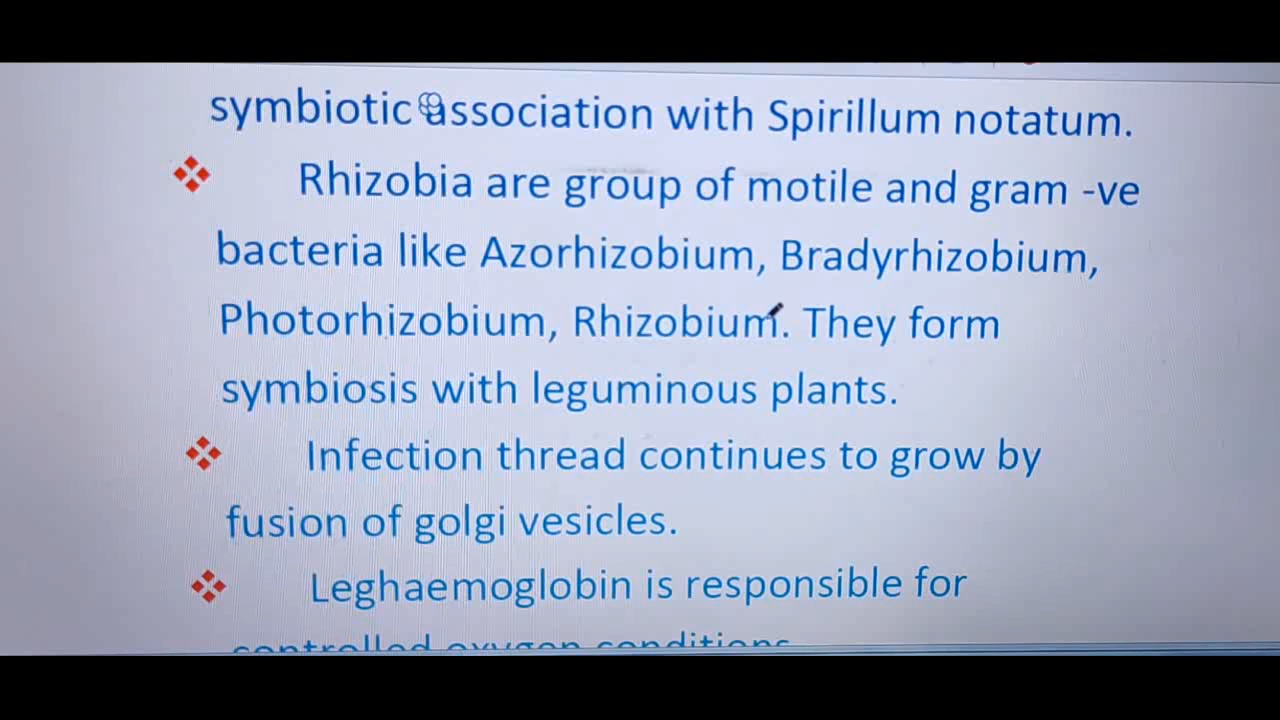 symbiotic association with Spirillum notatum.
Rhizobia are group of motile and gram -ve
bacteria like Azorhizobium, Bradyrhizobium,
Photorhizobium, Rhizobium. They form
symbiosis with leguminous plants.
Infection thread continues to grow by
fusion of golgi vesicles.
Leghaemoglobin is responsible for
controlled oxygen conditions